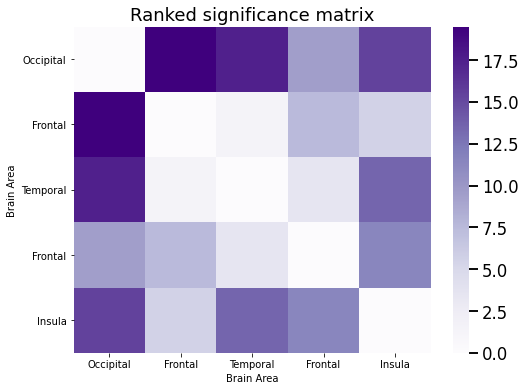 Ranked significance matrix
Occipital
Frontal
Temporal
Frontal
Insula
Brain Area
Occipital Frontal Temporal Frontal Insula
Brain Area
17.5
15.0
12.5
10.0
7.5
5.0
2.5
0.0